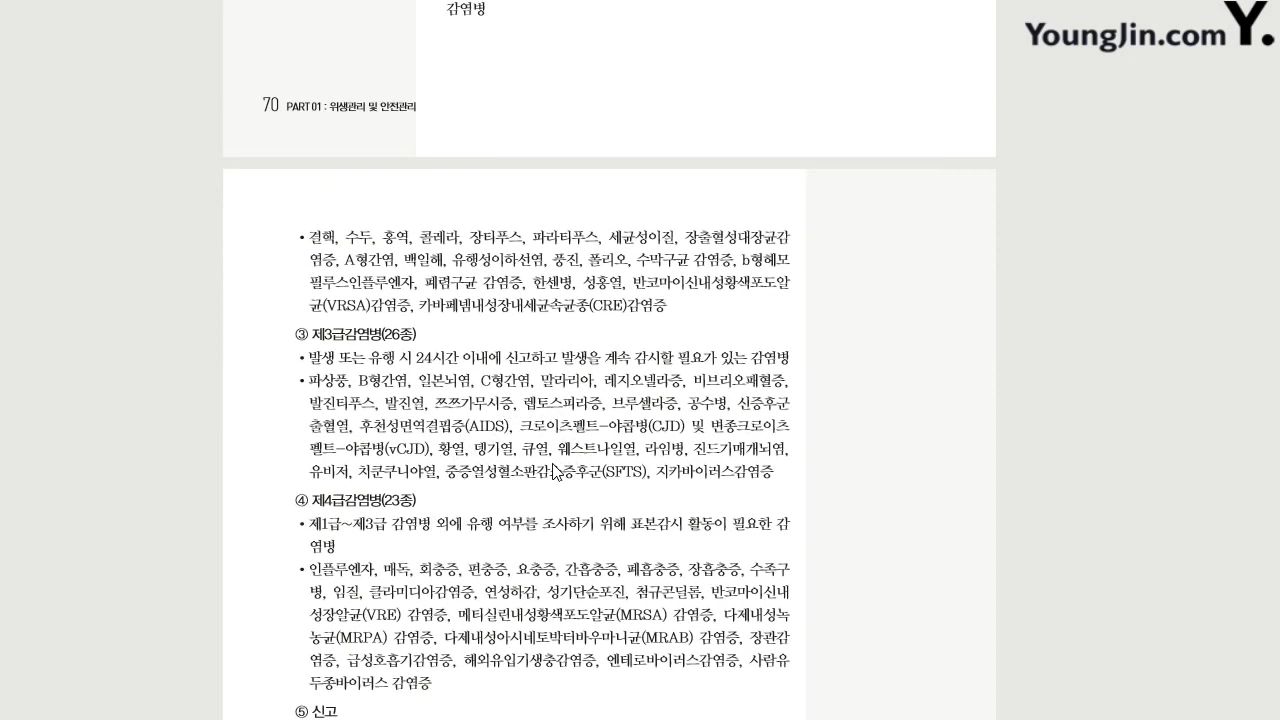 감염병
YoungJin.com Y.
70 PART 01 : 위생관리 및 안전관리
• 결핵, 수두, 홍역, 콜레라, 장티푸스, 파라티푸스, 세균성이질, 장출혈성대장균감
염증, A형간염, 백일해, 유행성이하선염, 풍진, 폴리오, 수막구균 감염증, b형헤모
필루스인플루엔자, 폐렴구균 감염증, 한센병, 성홍열, 반코마이신내성황색포도알
균(VRSA)감염증, 카바페넴내성장내세균속균종(CRE)감염증
③ 제3급감염병(26종)
• 발생 또는 유행 시 24시간 이내에 신고하고 발생을 계속 감시할 필요가 있는 감염병
• 파상풍, B형간염, 일본뇌염, C형간염, 말라리아, 레지오넬라증, 비브리오패혈증,
발진티푸스, 발진열, 쯔쯔가무시증, 렙토스피라증, 브루셀라증, 공수병, 신증후군
출혈열, 후천성면역결핍증(AIDS), 크로이츠펠트-야콥병(CJD) 및 변종크로이츠
펠트-야콥병(vCJD), 황열, 뎅기열, 큐열, 웨스트나일열, 라임병, 진드기매개뇌염,
유비저, 치쿤구니야열, 중증열성혈소판감소증후군(SFTS), 지카바이러스감염증
④ 제4급감염병(23종)
• 제1급~제3급 감염병 외에 유행 여부를 조사하기 위해 표본감시 활동이 필요한 감
염병
• 인플루엔자, 매독, 회충증, 편충증, 요충증, 간흡충증, 폐흡충증, 장흡충증, 수족구
병, 임질, 클라미디아감염증, 연성하감, 성기단순포진, 첨규콘딜롬, 반코마이신내
성장알균(VRE) 감염증, 메티실린내성황색포도알균(MRSA) 감염증, 다제내성녹
농균(MRPA) 감염증, 다제내성아시네토박터바우마니균(MRAB) 감염증, 장관감
염증, 급성호흡기감염증, 해외유입기생충감염증, 엔테로바이러스감염증, 사람유
두종바이러스 감염증
⑤ 신고